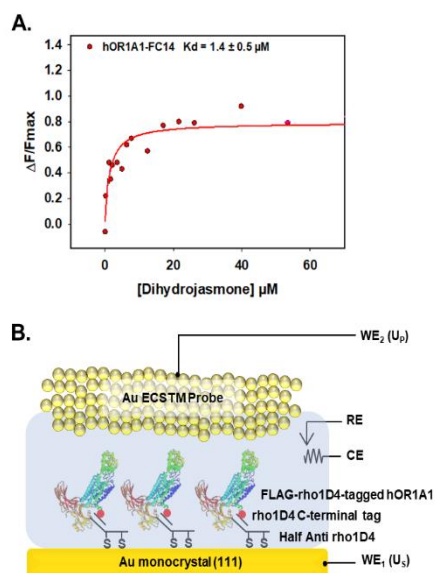 A.
hOR1A1-FC14 Kd = 1.4 ± 0.5 µM
1.4
1.2
1.0
0.8
0.6
0.4
0.2
0.0
ΔF/Fmax
0 20 40 60
[Dihydrojasmone] µM
B.
WE2 (UP)
Au ECSTM Probe
RE
CE
FLAG-rho1D4-tagged hOR1A1
rho1D4 C-terminal tag
Half Anti rho1D4
S S S S S S
Au monocrystal (111)
WE1 (US)